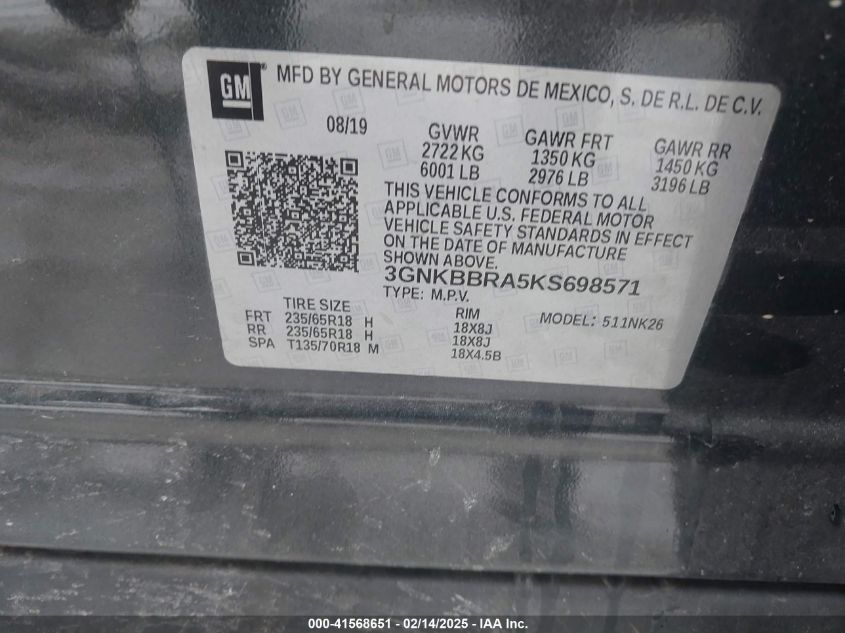 GM ® MFD BY GENERAL MOTORS DE MEXICO, S. DE R.L. DE C.V.
08/19 GVWR GAWR FRT GAWR RR
2722 KG 1350 KG 1450 KG
6001 LB 2976 LB 3196 LB
THIS VEHICLE CONFORMS TO ALL
APPLICABLE U.S. FEDERAL MOTOR
VEHICLE SAFETY STANDARDS IN EFFECT
ON THE DATE OF MANUFACTURE
SHOWN ABOVE.
3GNKBBRA5KS698571
TYPE: M.P.V.
TIRE SIZE RIM MODEL: 511NK26
FRT 235/65R18 H 18X8J
RR 235/65R18 H 18X8J
SPA T135/70R18 M 18X4.5B
000-41568651 - 02/14/2025 - IAA Inc.